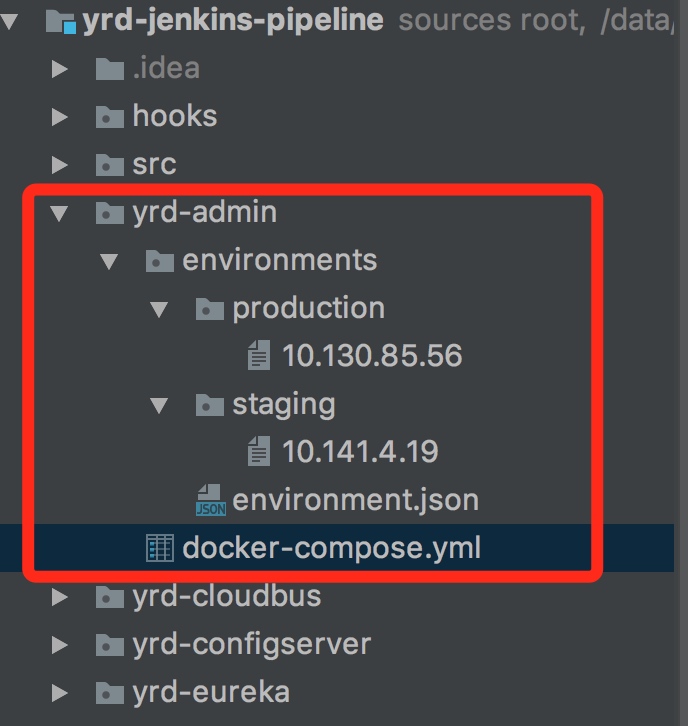 yrd-jenkins-pipeline sources root, /data/
.idea
hooks
src
yrd-admin
environments
production
10.130.85.56
staging
10.141.4.19
JSON environment.json
docker-compose.yml
yrd-cloudbus
yrd-configserver
yrd-eureka